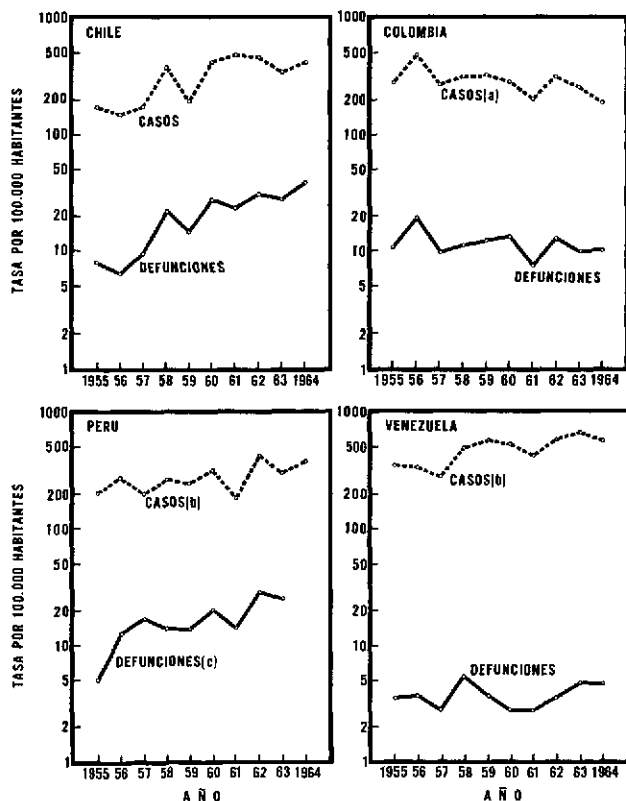 TASA POR 100.000 HABITANTES
CHILE
1000
500
200
100
50
20
10
5
2
1
CASOS
DEFUNCIONES
1955 56 57 58 59 60 61 62 63 1964
COLOMBIA
1000
500
200
100
50
20
10
5
2
1
CASOS(a)
DEFUNCIONES
1955 56 57 58 59 60 61 62 63 1964
TASA POR 100.000 HABITANTES
PERU
1000
500
200
100
50
20
10
5
2
1
CASOS(b)
DEFUNCIONES(c)
1955 56 57 58 59 60 61 62 63 1964
AÑO
VENEZUELA
1000
500
200
100
50
20
10
5
2
1
CASOS(b)
DEFUNCIONES
1955 56 57 58 59 60 61 62 63 1964
AÑO